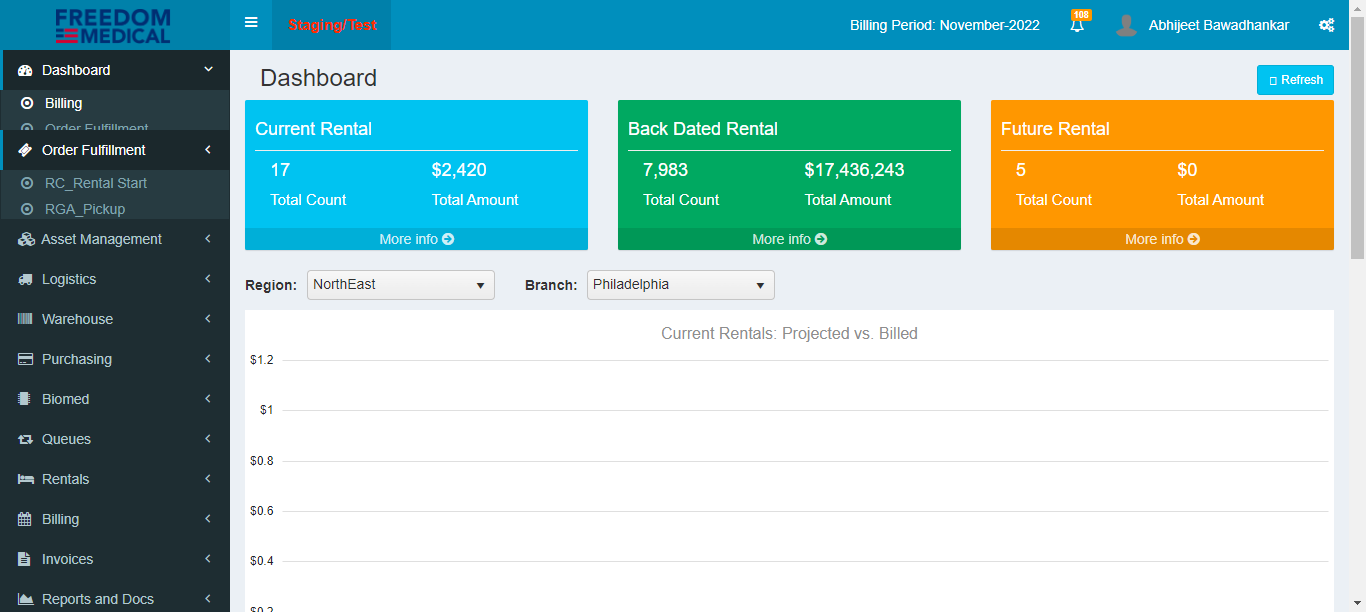 FREEDOM
MEDICAL
Staging/Test
Billing Period: November-2022
108
Abhijeet Bawadhankar
Dashboard
Billing
Order Fulfillment
Order Fulfillment
RC_Rental Start
RGA_Pickup
Asset Management
Logistics
Warehouse
Purchasing
Biomed
Queues
Rentals
Billing
Invoices
Reports and Docs
Dashboard
Refresh
Current Rental
17 $2,420
Total Count Total Amount
More info
Back Dated Rental
7,983 $17,436,243
Total Count Total Amount
More info
Future Rental
5 $0
Total Count Total Amount
More info
Region: NorthEast Branch: Philadelphia
Current Rentals: Projected vs. Billed
$1.2
$1
$0.8
$0.6
$0.4
$0.2